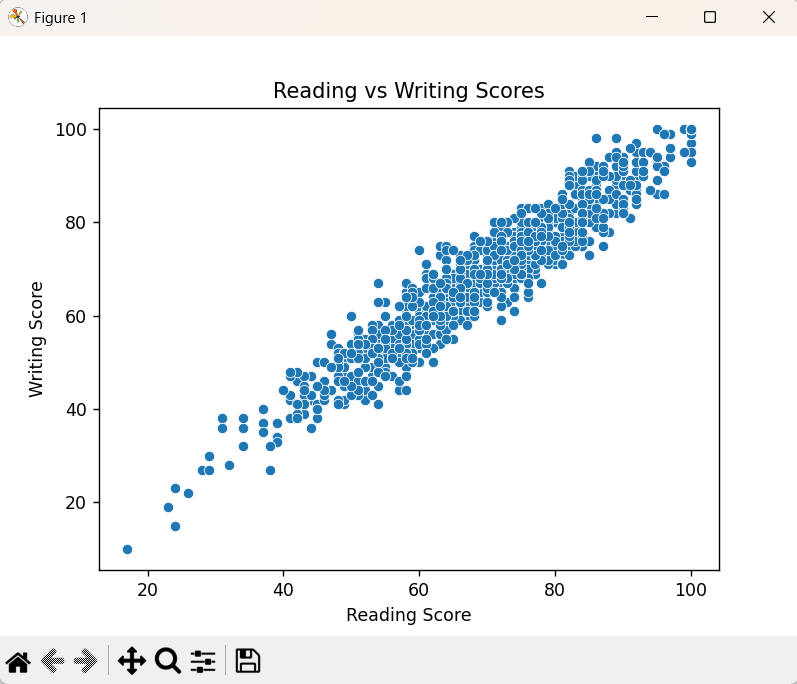 Figure 1
Reading vs Writing Scores
100
80
60
40
20
Writing Score
20 40 60 80 100
Reading Score